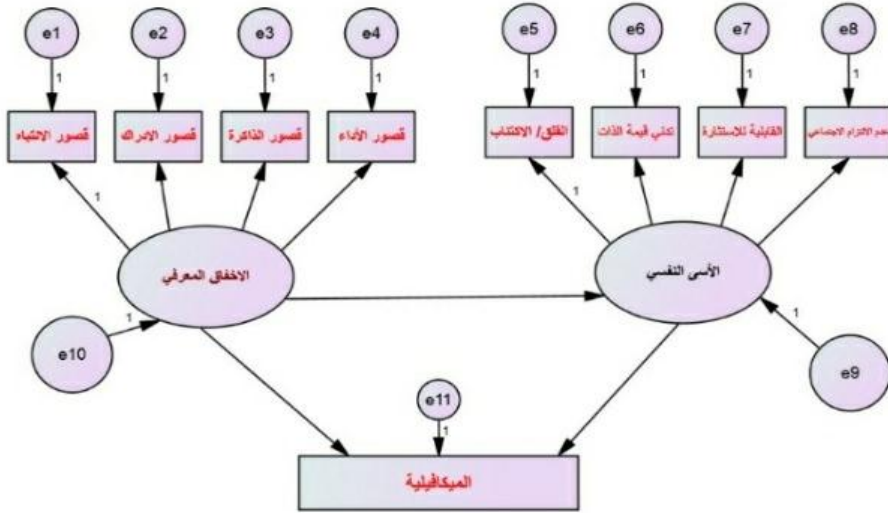 e1 e2 e3 e4 e5 e6 e7 e8
1 1 1 1 1 1 1 1
قصور الانتباه قصور الادراك قصور الذاكرة قصور الأداء القلق/ الاكتئاب تدني قيمة الذات القابلية للاستثارة عدم الالتزام الاجتماعي
1 1
الاخفاق المعرفي الأسى النفسي
1 1
e10 e9
e11
1
الميكافيلية